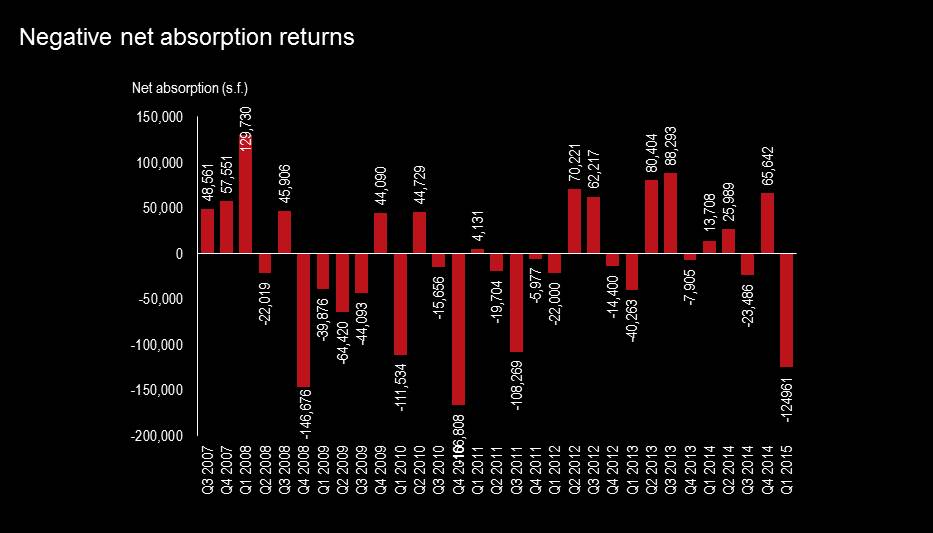 Negative net absorption returns
Net absorption (s.f.)
150,000
100,000
50,000
0
-50,000
-100,000
-150,000
-200,000
48,561
57,551
129,730
-22,019
45,906
-146,676
-39,876
-64,420
-44,093
44,090
-111,534
44,729
-15,656
-166,808
4,131
-19,704
-108,269
-5,977
-22,000
70,221
62,217
-14,400
-40,263
80,404
88,293
-7,905
13,708
25,989
-23,486
65,642
-124961
Q3 2007
Q4 2007
Q1 2008
Q2 2008
Q3 2008
Q4 2008
Q1 2009
Q2 2009
Q3 2009
Q4 2009
Q1 2010
Q2 2010
Q3 2010
Q4 2010
Q1 2011
Q2 2011
Q3 2011
Q4 2011
Q1 2012
Q2 2012
Q3 2012
Q4 2012
Q1 2013
Q2 2013
Q3 2013
Q4 2013
Q1 2014
Q2 2014
Q3 2014
Q4 2014
Q1 2015